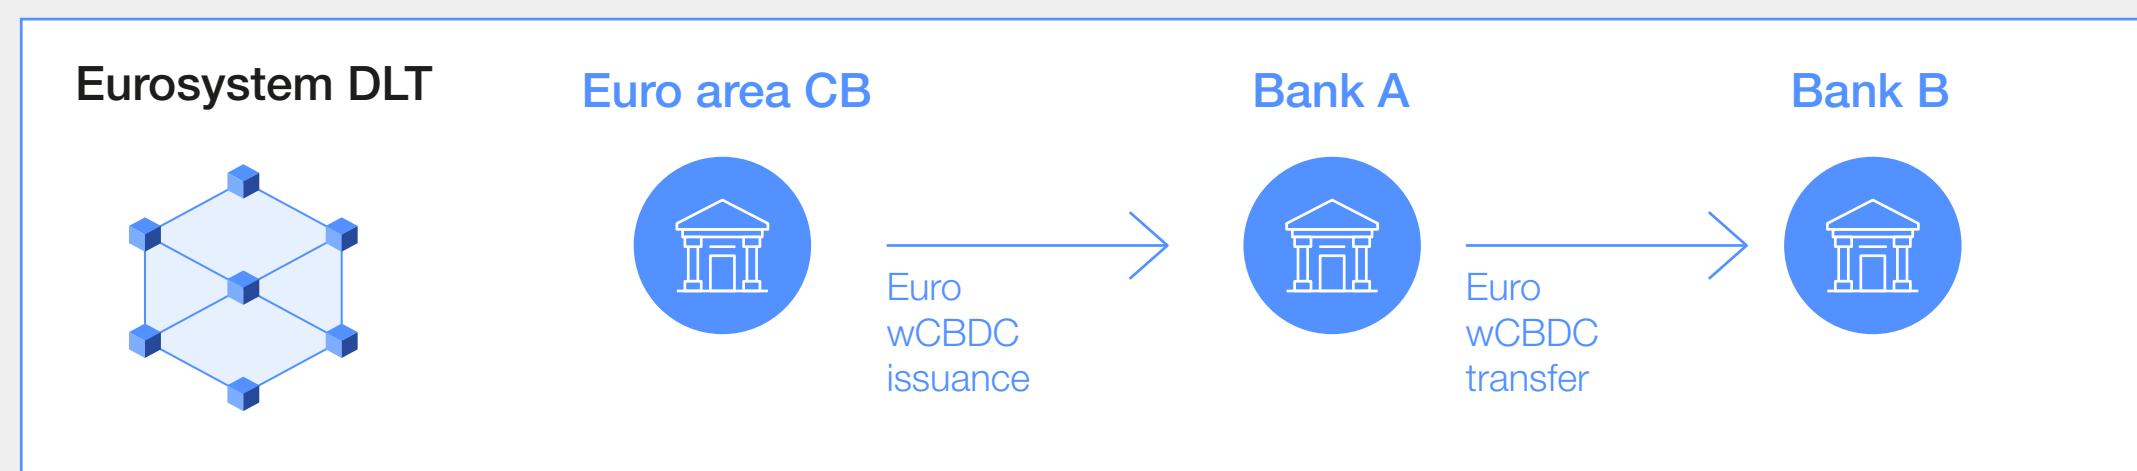 Eurosystem DLT
Euro area CB
Bank A
Bank B
Euro
wCBDC
issuance
Euro
wCBDC
transfer